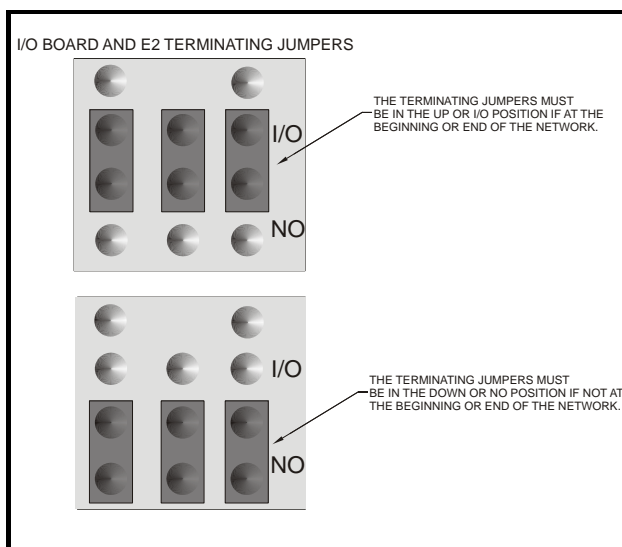 I/O BOARD AND E2 TERMINATING JUMPERS
I/O
THE TERMINATING JUMPERS MUST
BE IN THE UP OR I/O POSITION IF AT THE
BEGINNING OR END OF THE NETWORK.
NO
I/O
THE TERMINATING JUMPERS MUST
BE IN THE DOWN OR NO POSITION IF NOT AT
THE BEGINNING OR END OF THE NETWORK.
NO